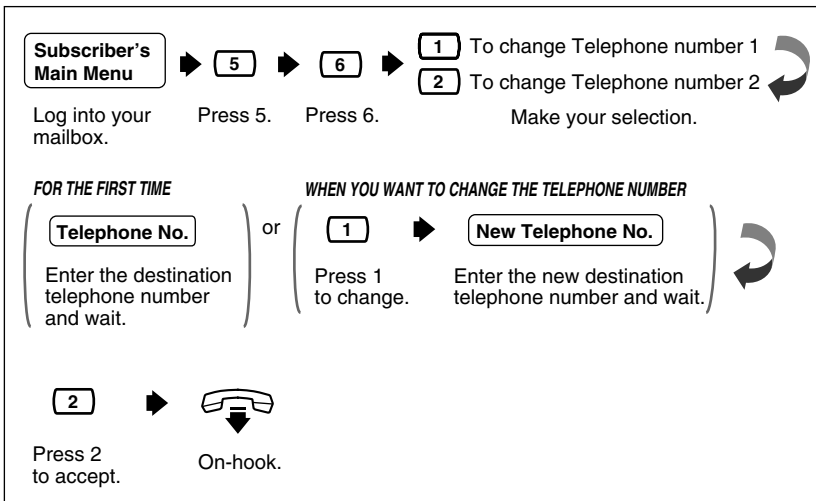 Subscriber's
Main Menu
5
6
1 To change Telephone number 1
2 To change Telephone number 2
Log into your
mailbox.
Press 5.
Press 6.
Make your selection.
FOR THE FIRST TIME
WHEN YOU WANT TO CHANGE THE TELEPHONE NUMBER
Telephone No.
or
1
New Telephone No.
Enter the destination
telephone number
and wait.
Press 1
to change.
Enter the new destination
telephone number and wait.
2
Press 2
to accept.
On-hook.